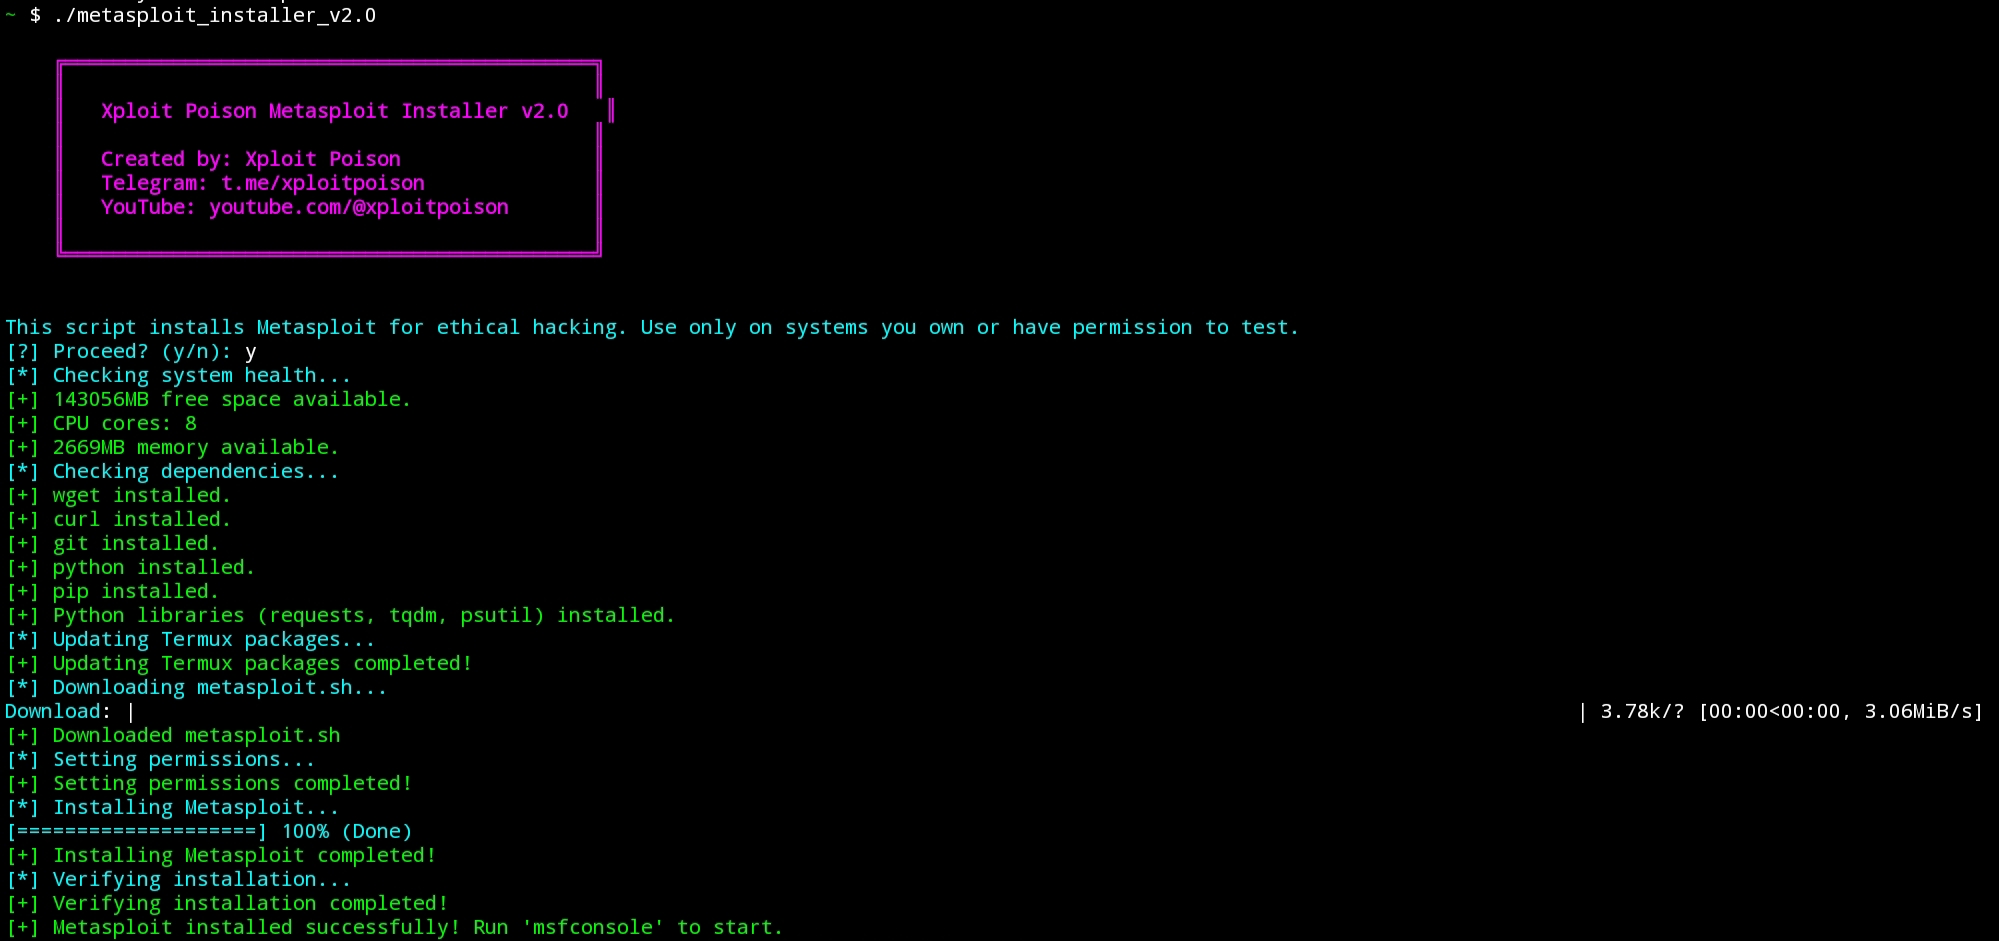 ~ $ ./metasploit_installer_v2.0
Xploit Poison Metasploit Installer v2.0
Created by: Xploit Poison
Telegram: t.me/xploitpoison
YouTube: youtube.com/@xploitpoison
This script installs Metasploit for ethical hacking. Use only on systems you own or have permission to test.
[?] Proceed? (y/n): y
[*] Checking system health...
[+] 143056MB free space available.
[+] CPU cores: 8
[+] 2669MB memory available.
[*] Checking dependencies...
[+] wget installed.
[+] curl installed.
[+] git installed.
[+] python installed.
[+] pip installed.
[+] Python libraries (requests, tqdm, psutil) installed.
[*] Updating Termux packages...
[+] Updating Termux packages completed!
[*] Downloading metasploit.sh...
Download: | | 3.78k/? [00:00<00:00, 3.06MiB/s]
[+] Downloaded metasploit.sh
[*] Setting permissions...
[+] Setting permissions completed!
[*] Installing Metasploit...
[====================] 100% (Done)
[+] Installing Metasploit completed!
[*] Verifying installation...
[+] Verifying installation completed!
[+] Metasploit installed successfully! Run 'msfconsole' to start.